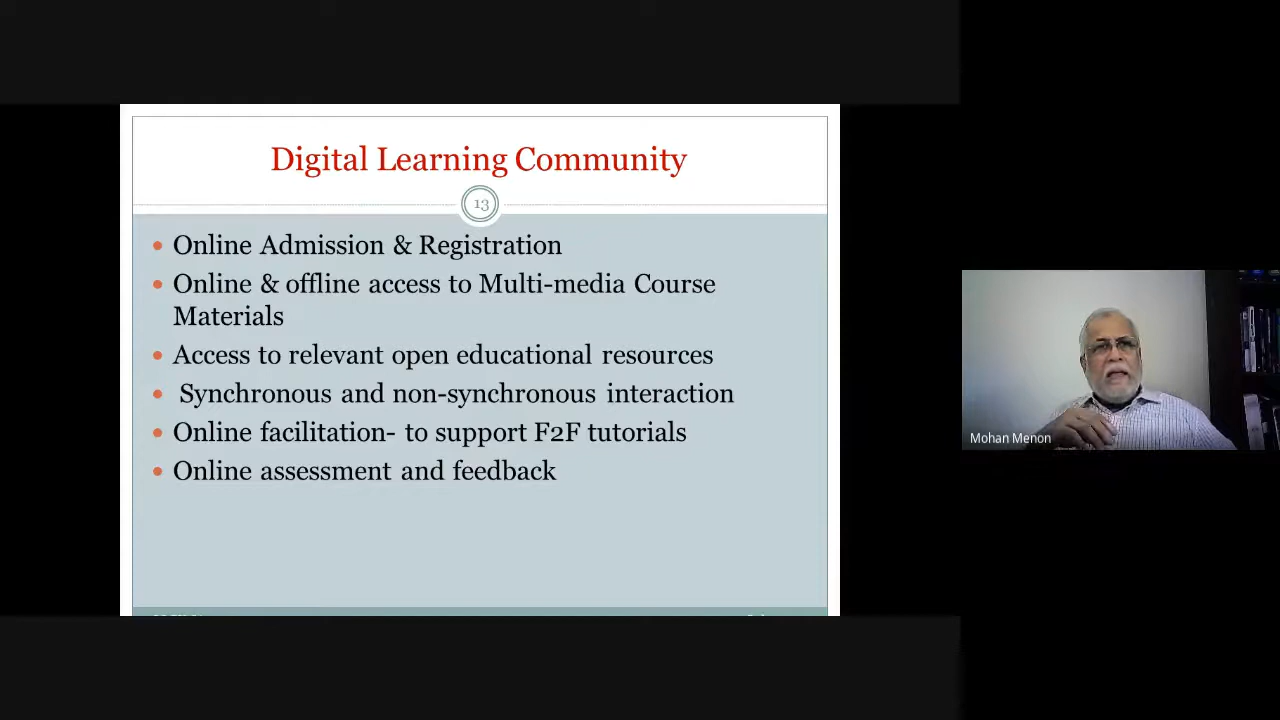 Digital Learning Community
13
• Online Admission & Registration
• Online & offline access to Multi-media Course
Materials
• Access to relevant open educational resources
• Synchronous and non-synchronous interaction
• Online facilitation- to support F2F tutorials
• Online assessment and feedback
Mohan Menon